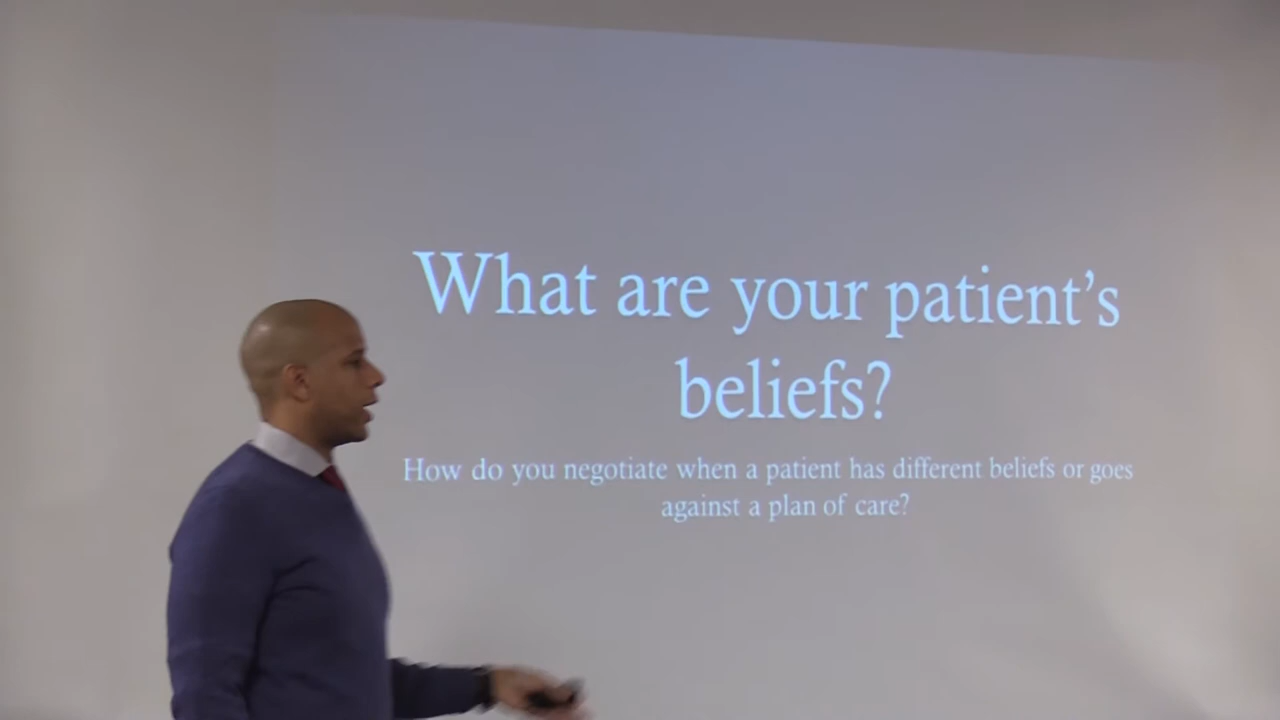 What are your patient’s
beliefs?
How do you negotiate when a patient has different beliefs or goes
against a plan of care?